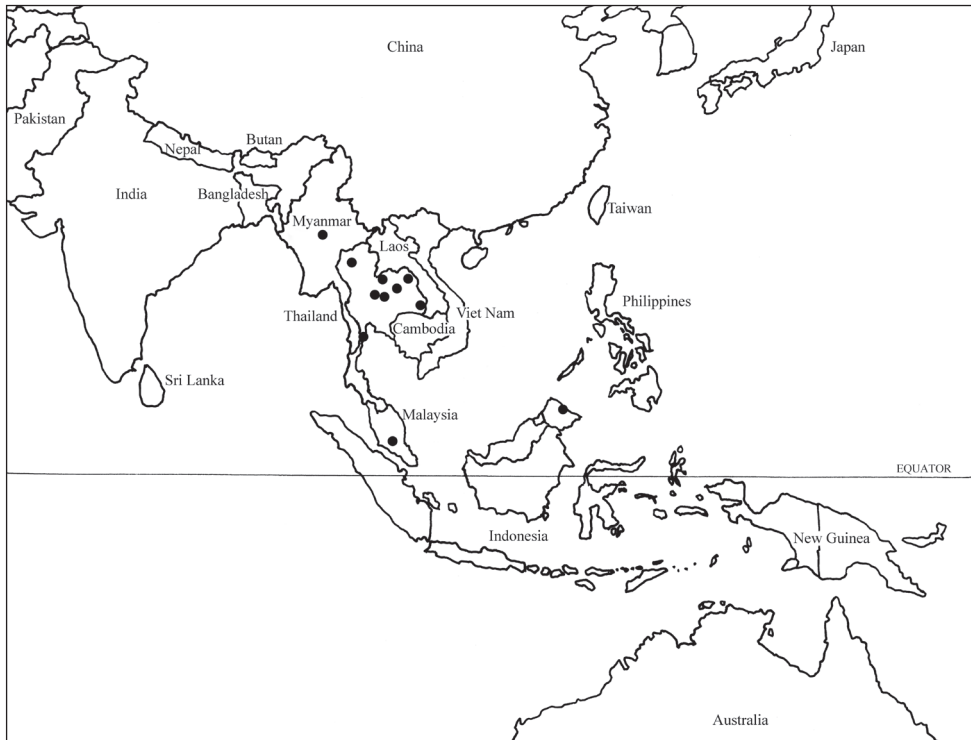 China
Japan
Pakistan
Butan
Nepal
India
Bangladesh
Taiwan
Myanmar
Laos
Philippines
Thailand
Viet Nam
Cambodia
Sri Lanka
Malaysia
EQUATOR
Indonesia
New Guinea
Australia